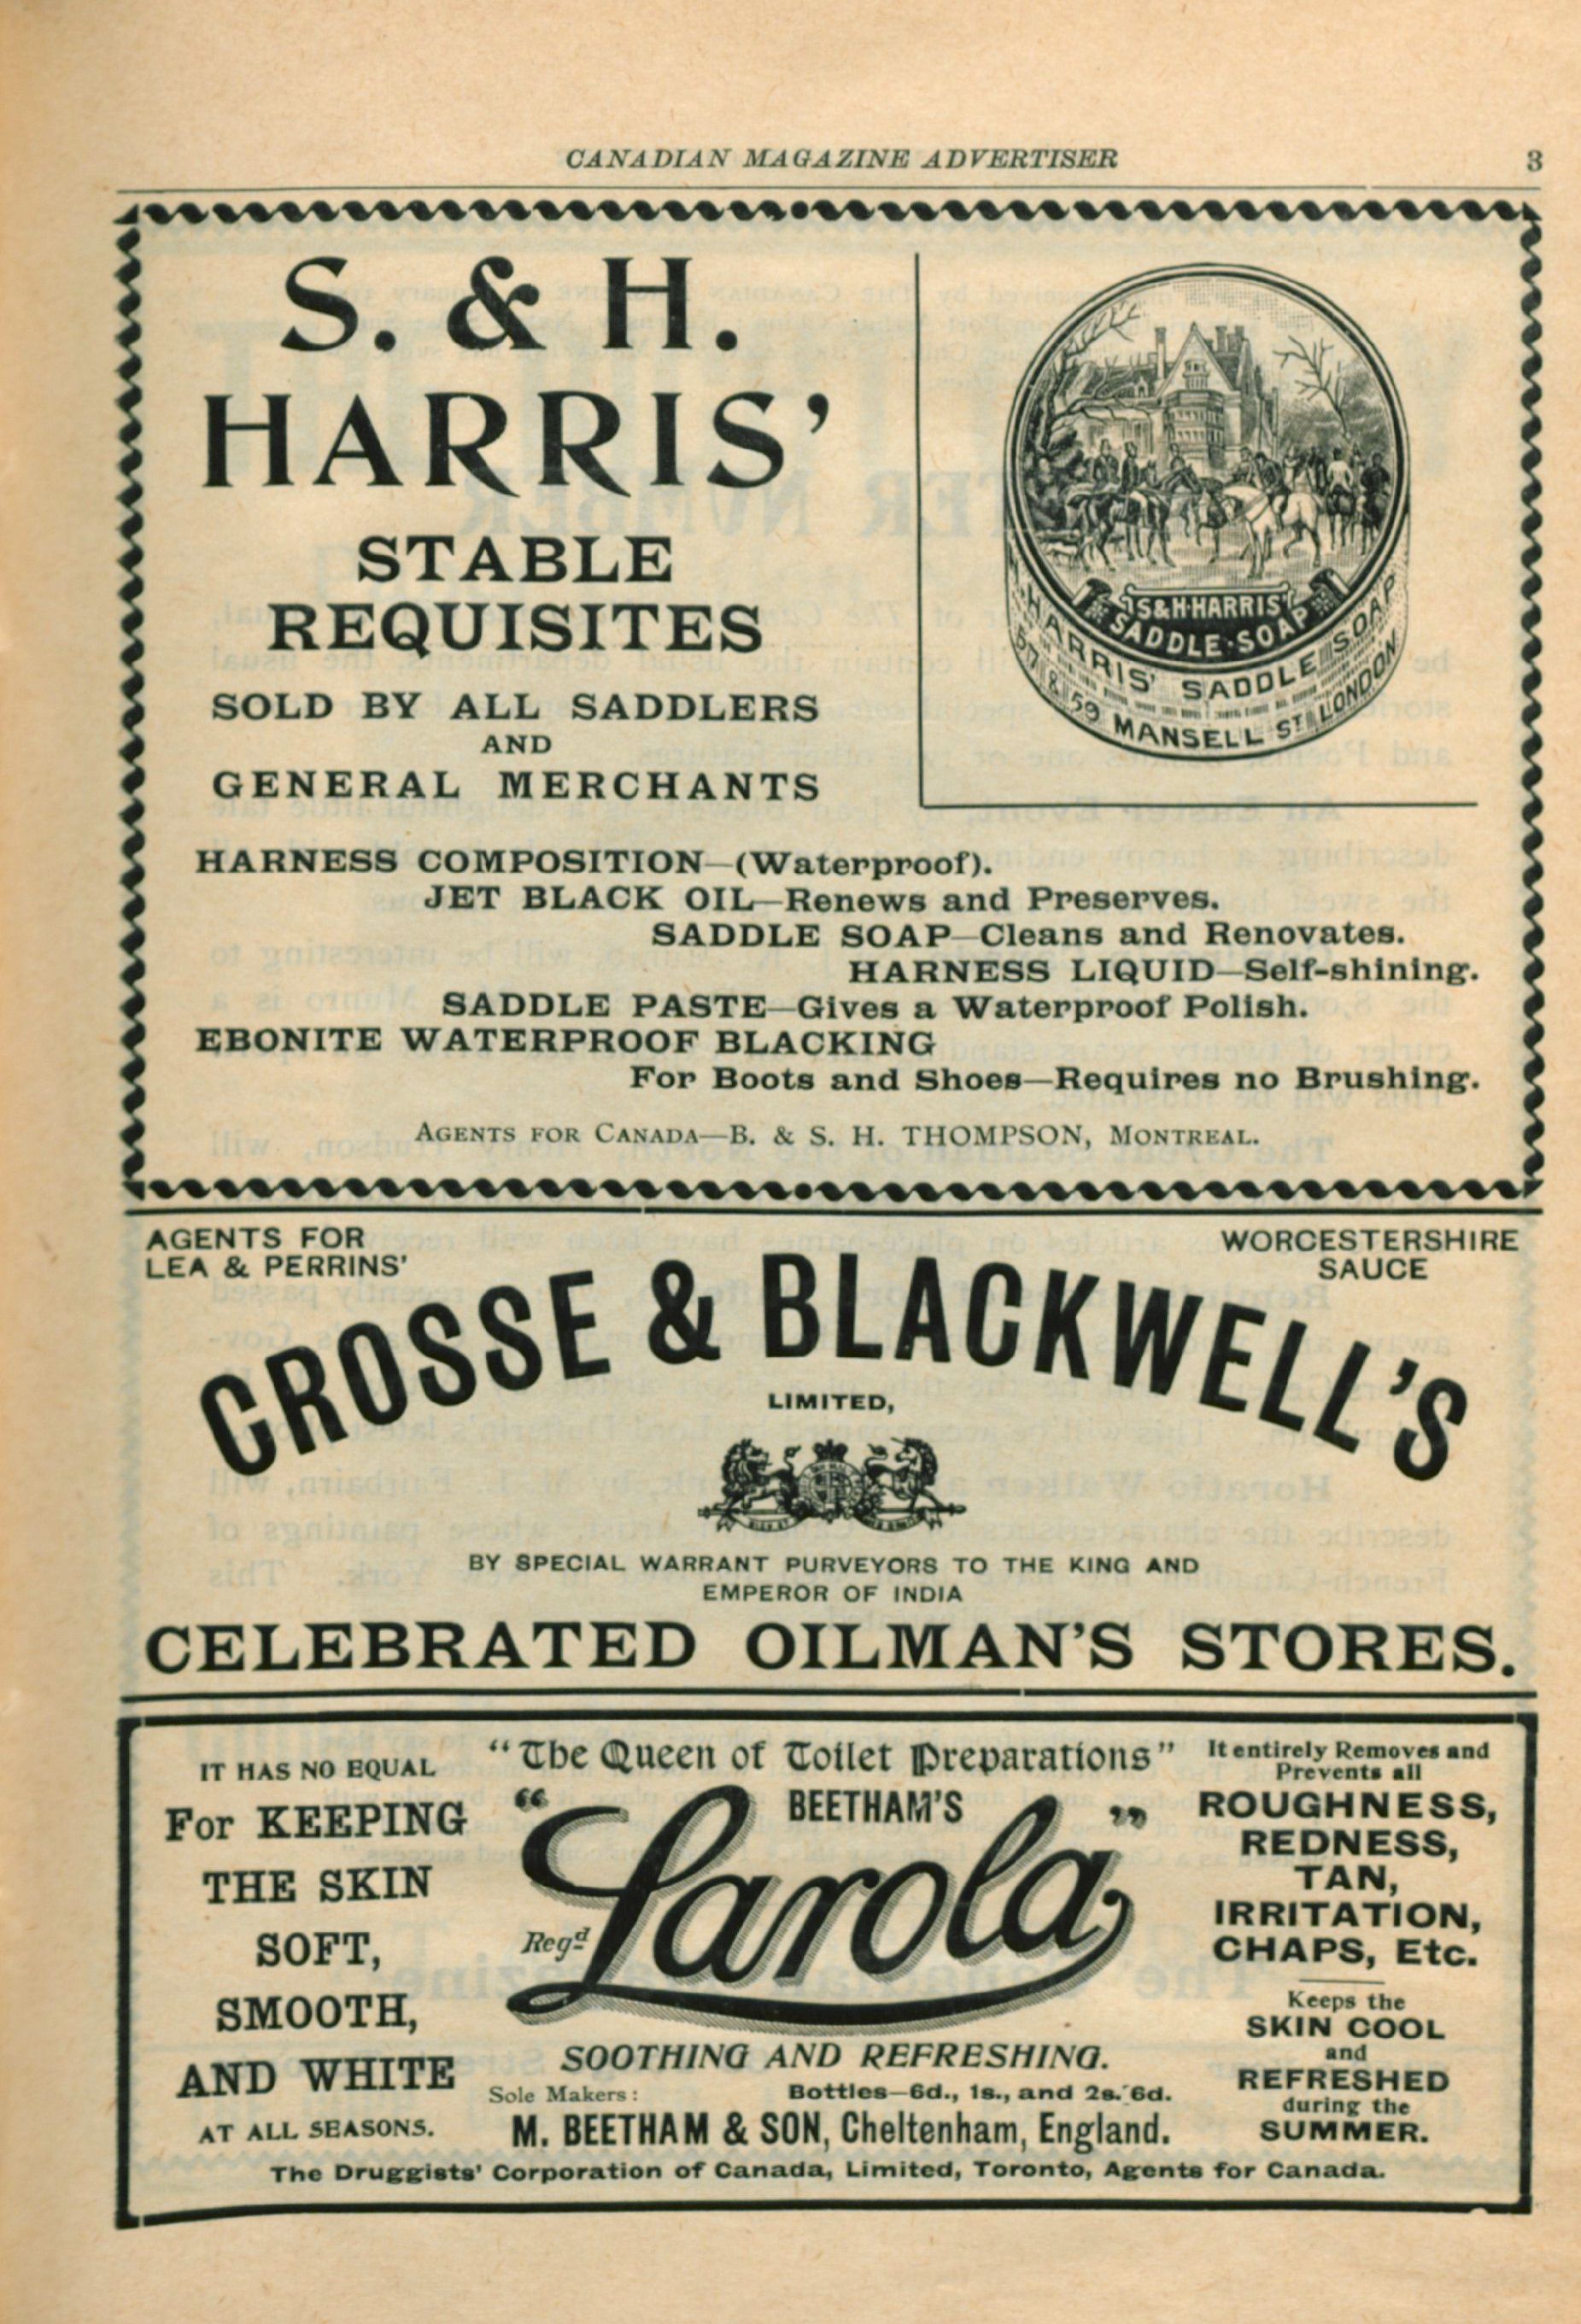 CANADIAN MAGAZINE ADVERTISER 3
S. & H.
HARRIS'
STABLE
REQUISITES
SOLD BY ALL SADDLERS
AND
GENERAL MERCHANTS
S&H·HARRIS'
SADDLE·SOAP
HARRIS' SADDLE SOAP
57 & 59 MANSELL ST LONDON
HARNESS COMPOSITION—(Waterproof).
JET BLACK OIL—Renews and Preserves.
SADDLE SOAP—Cleans and Renovates.
HARNESS LIQUID—Self-shining.
SADDLE PASTE—Gives a Waterproof Polish.
EBONITE WATERPROOF BLACKING
For Boots and Shoes—Requires no Brushing.
AGENTS FOR CANADA—B. & S. H. THOMPSON, MONTREAL.
AGENTS FOR
LEA & PERRINS'
WORCESTERSHIRE
SAUCE
CROSSE & BLACKWELL'S
LIMITED,
BY SPECIAL WARRANT PURVEYORS TO THE KING AND
EMPEROR OF INDIA
CELEBRATED OILMAN'S STORES.
IT HAS NO EQUAL
For KEEPING
THE SKIN
SOFT,
SMOOTH,
AND WHITE
AT ALL SEASONS.
"The Queen of Toilet Preparations"
BEETHAM'S
"Larola"
Regd
SOOTHING AND REFRESHING.
Sole Makers: Bottles—6d., 1s., and 2s. 6d.
M. BEETHAM & SON, Cheltenham, England.
It entirely Removes and
Prevents all
ROUGHNESS,
REDNESS,
TAN,
IRRITATION,
CHAPS, Etc.
Keeps the
SKIN COOL
and
REFRESHED
during the
SUMMER.
The Druggists' Corporation of Canada, Limited, Toronto, Agents for Canada.